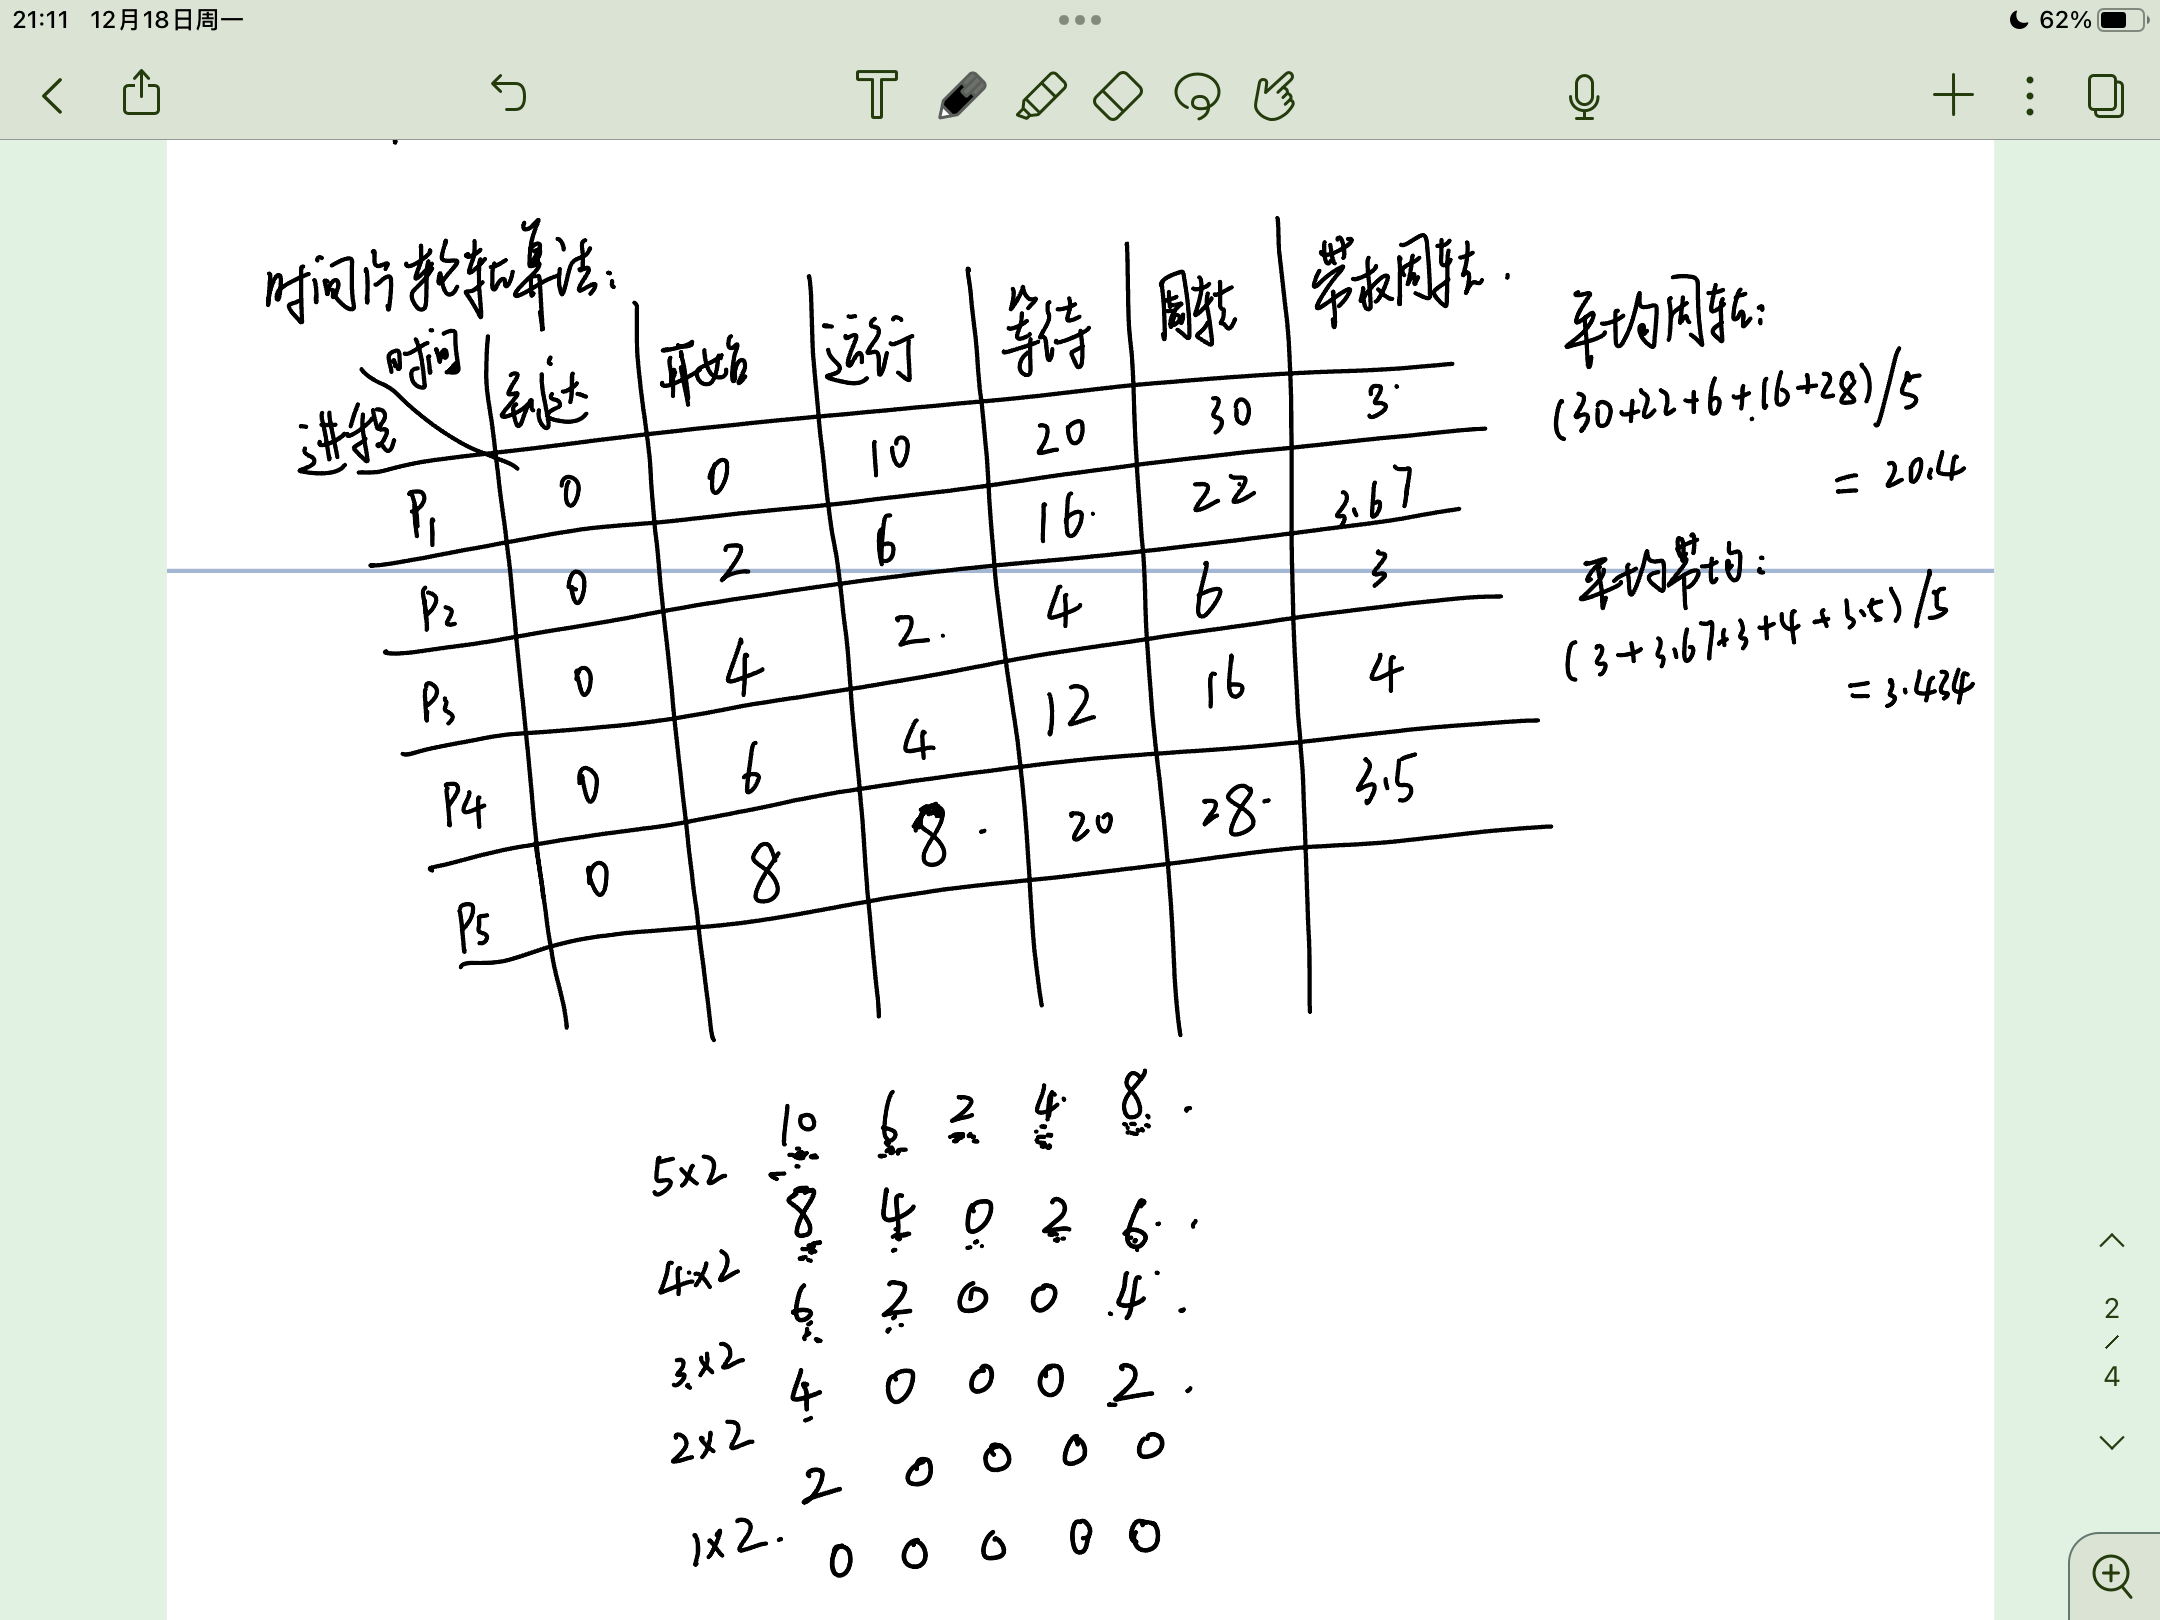 21:11 12月18日周一
62%
时间片轮转算法:
时间
进程
到达 开始 运行 等待 周转 带权周转.
P1 0 0 10 20 30 3
P2 0 2 6 16 22 3.67
P3 0 4 2 4 6 3
P4 0 6 4 12 16 4
P5 0 8 8 20 28 3.5
平均周转:
(30+22+6+16+28)/5
= 20.4
平均带均:
(3+3.67+3+4+3.5)/5
= 3.434
10 6 2 4 8
5×2
8 4 0 2 6
4×2
6 2 0 0 4
3×2
4 0 0 0 2
2×2
2 0 0 0 0
1×2
0 0 0 0 0
2
/
4